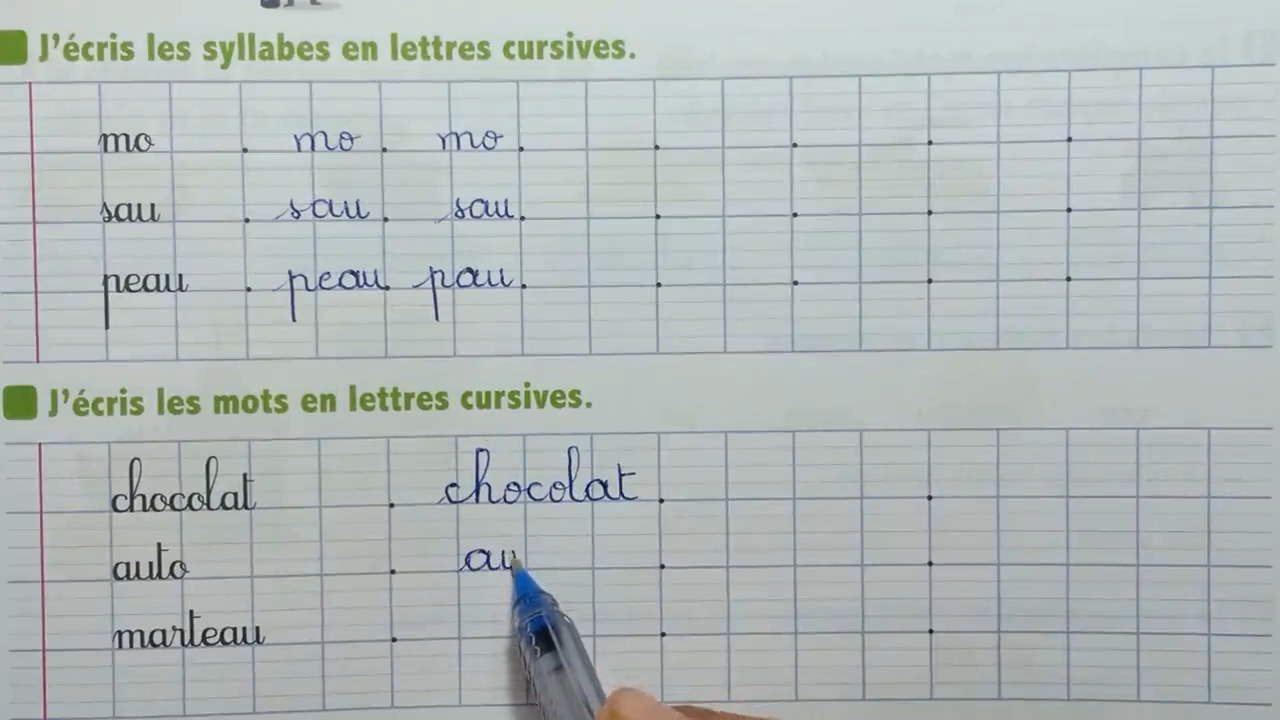 J'écris les syllabes en lettres cursives.
mo . mo . mo . . . . .
sau . sau . sau . . . . .
peau . peau . pau . . . . .
J'écris les mots en lettres cursives.
chocolat . chocolat . .
auto . au . .
marteau . . .